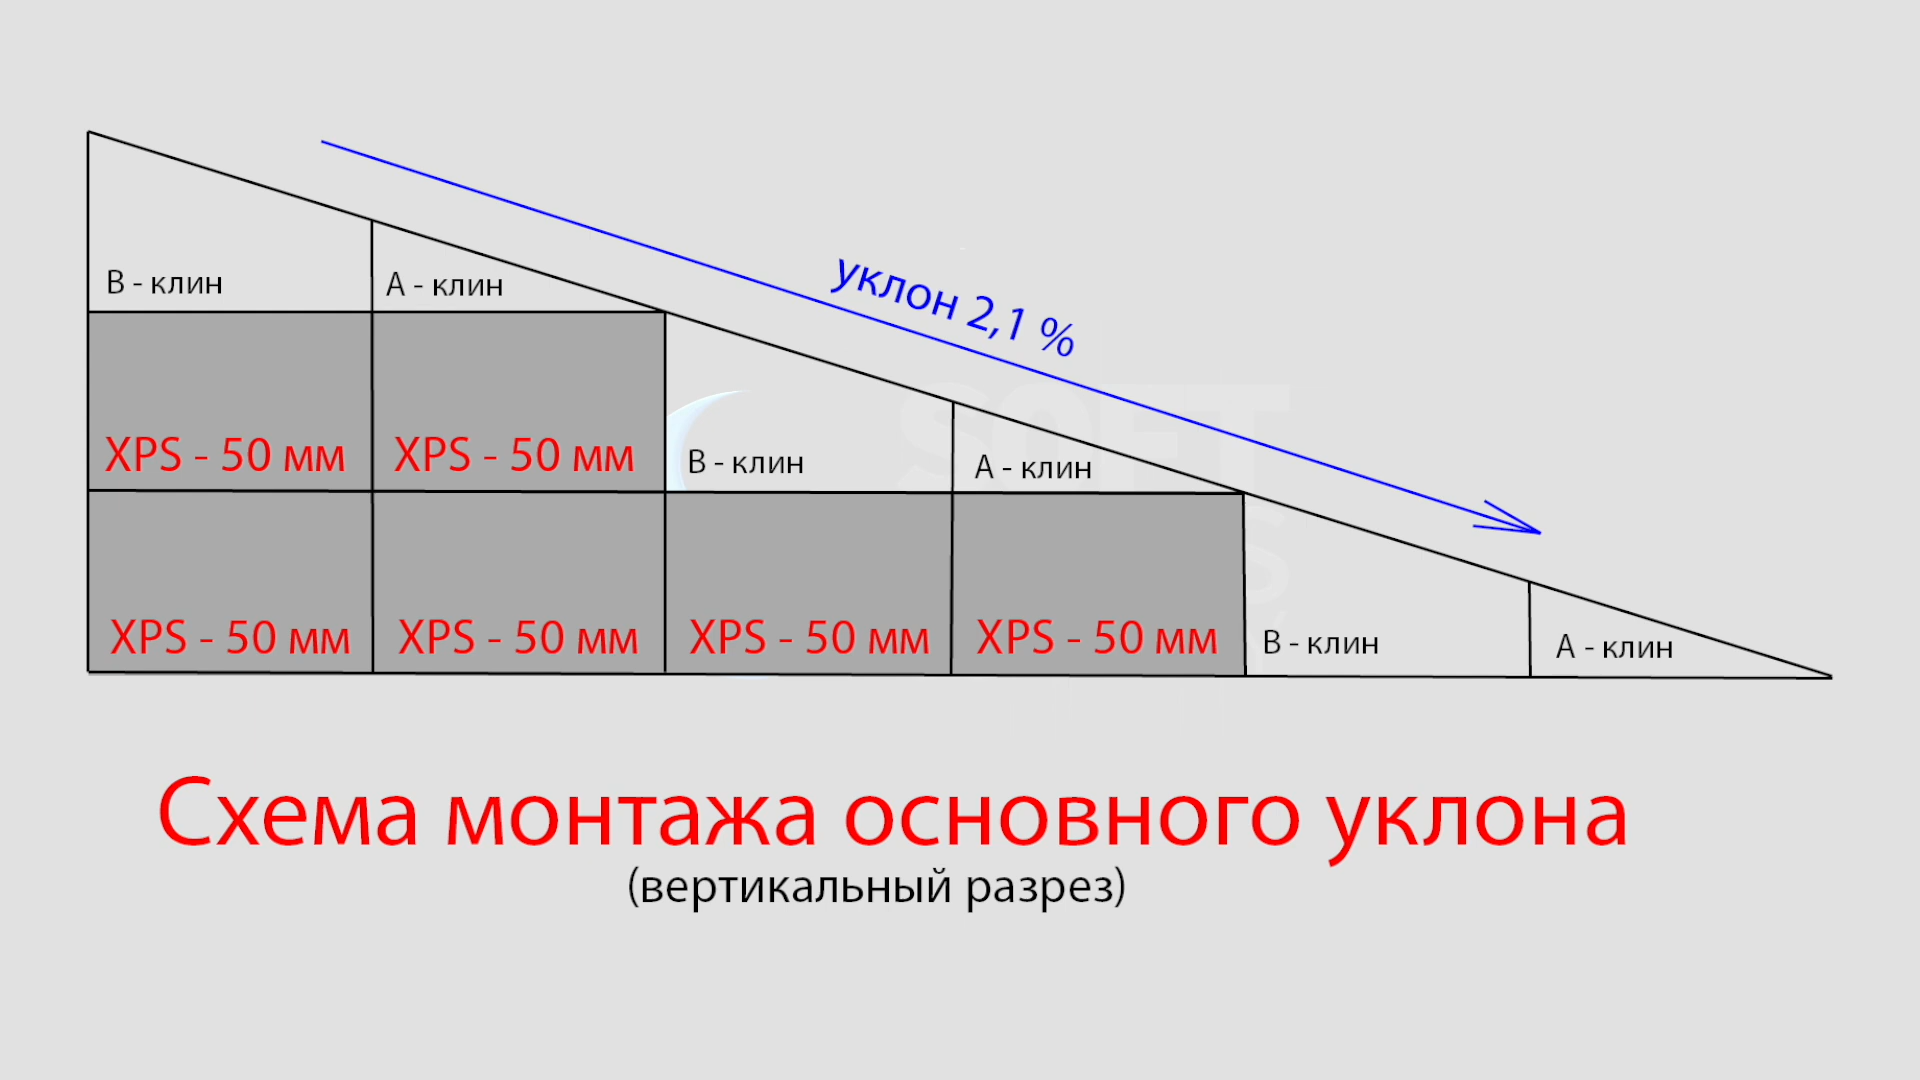 уклон 2,1 %
В - клин
А - клин
XPS - 50 мм
XPS - 50 мм
В - клин
А - клин
XPS - 50 мм
XPS - 50 мм
XPS - 50 мм
XPS - 50 мм
В - клин
А - клин
Схема монтажа основного уклона
(вертикальный разрез)
SOFT